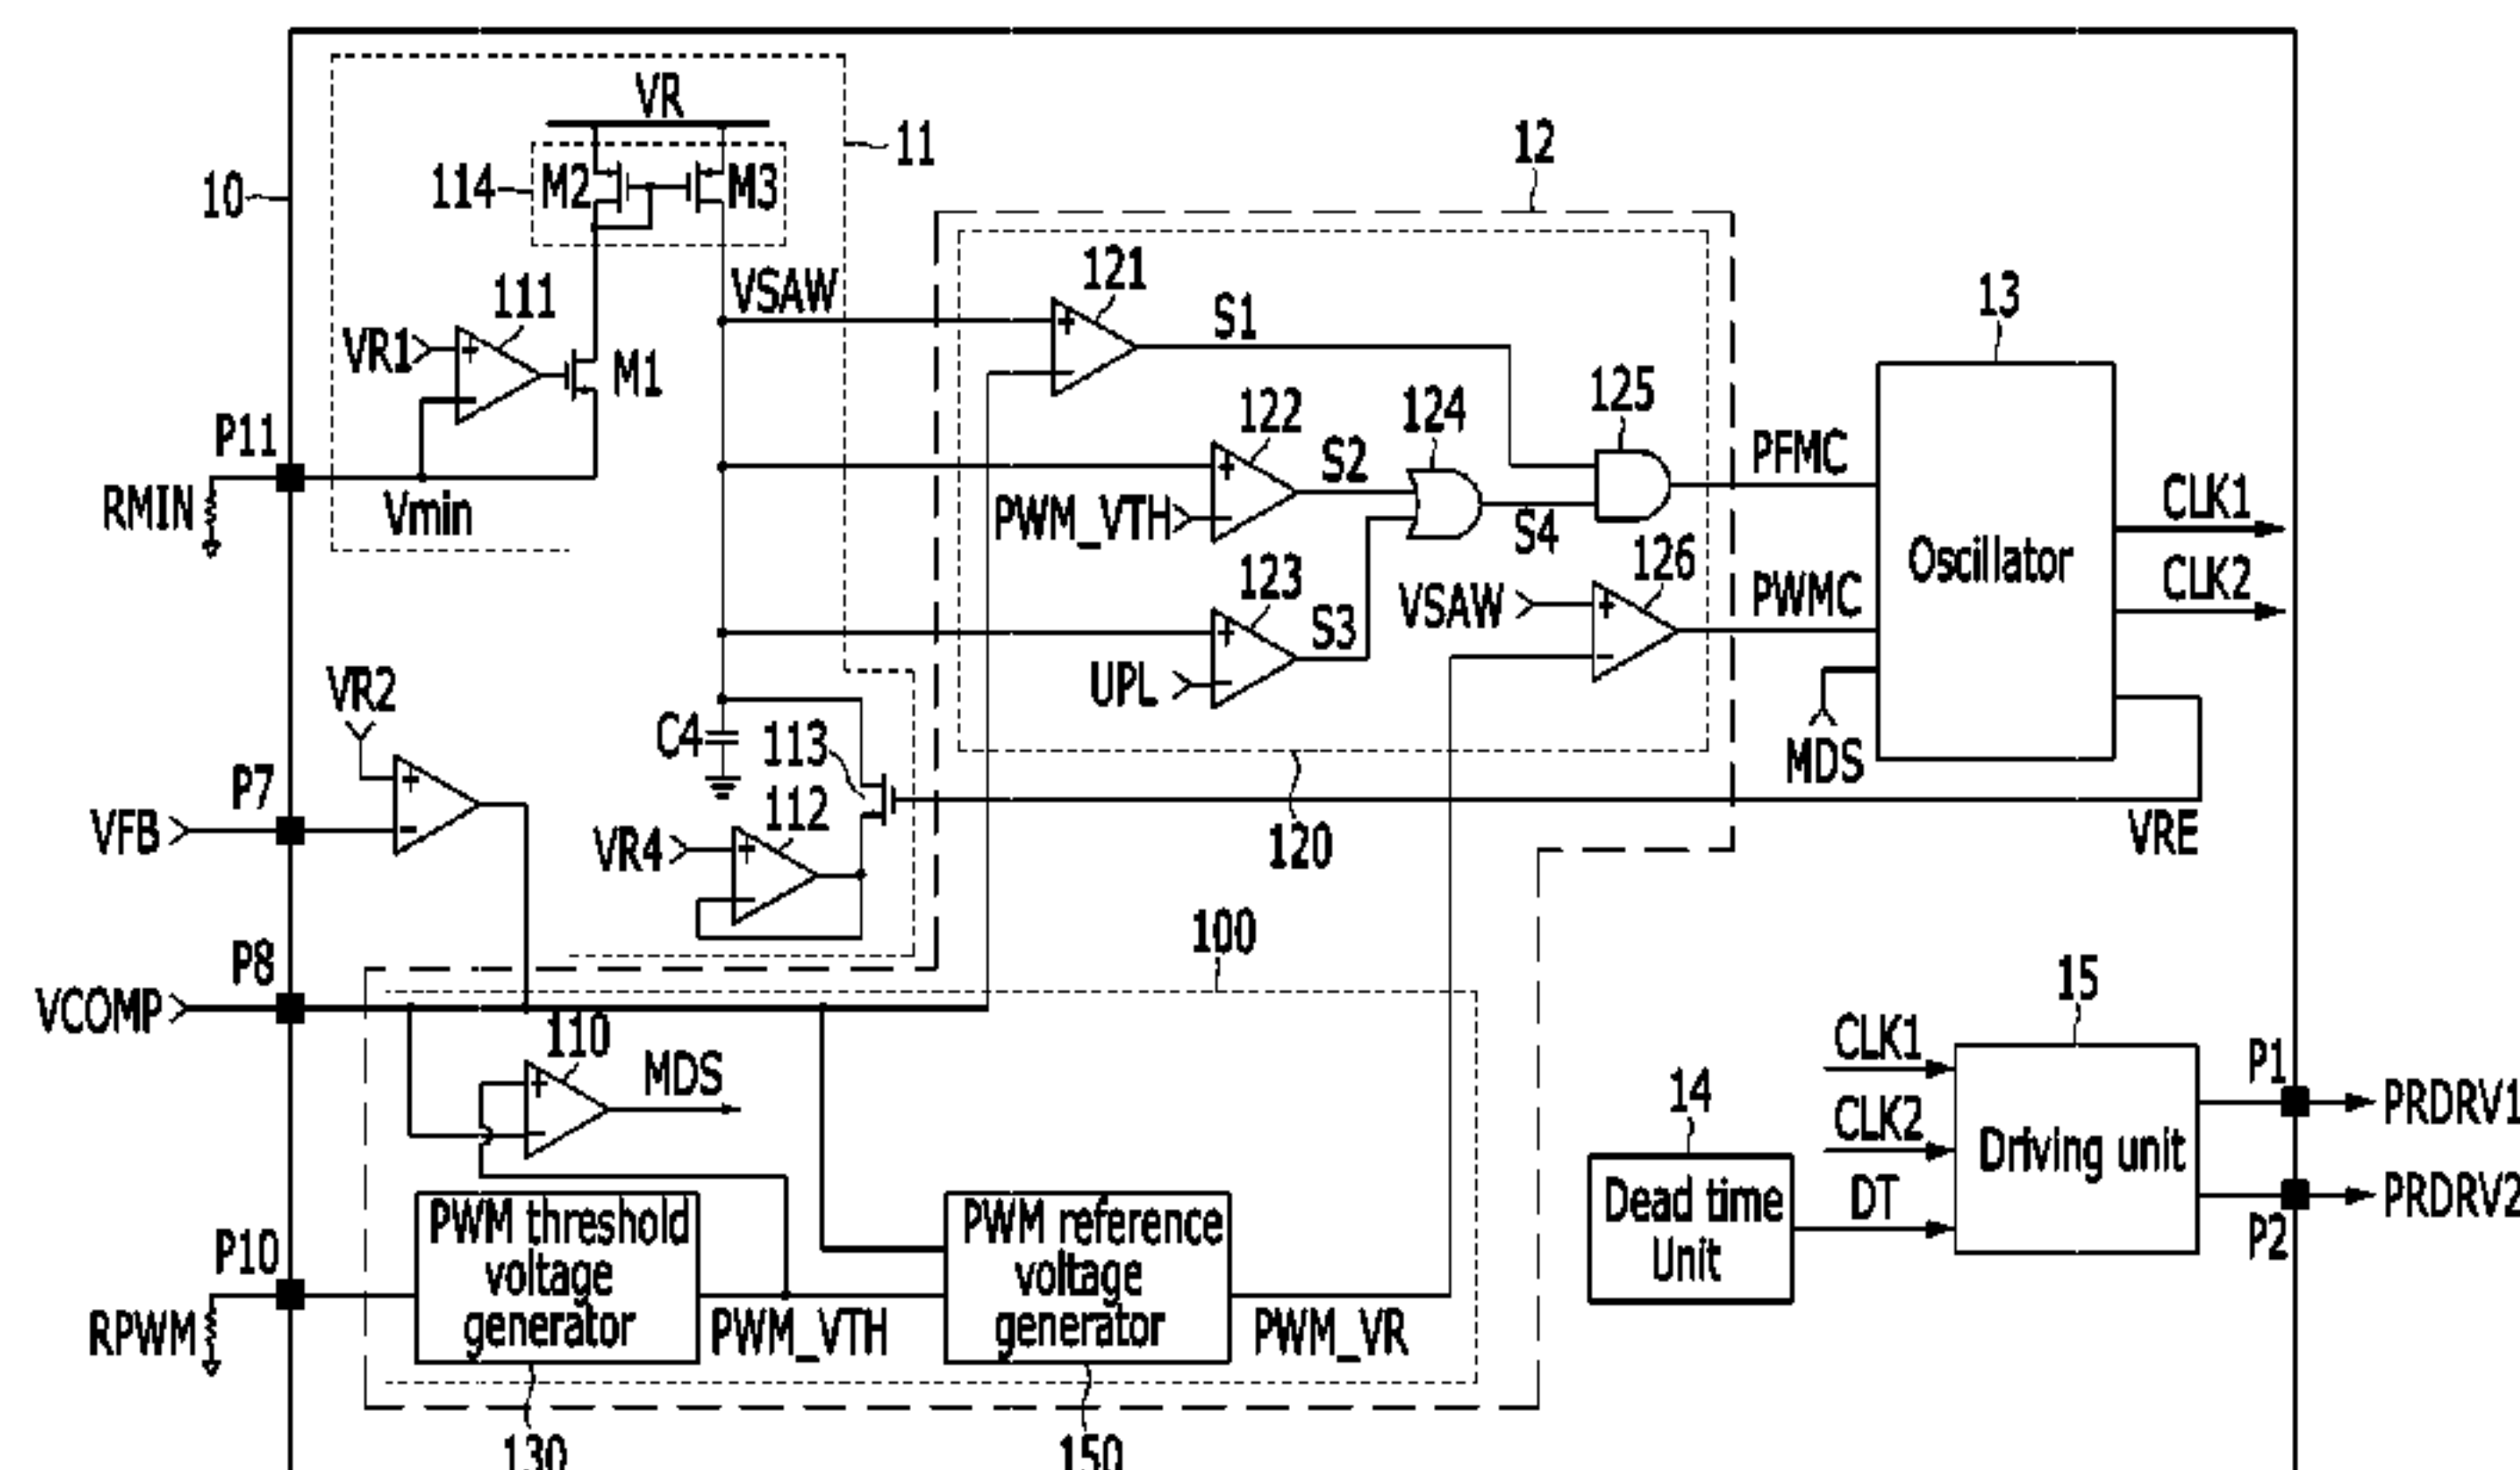 VR
11
12
10
114
M2
M3
VSAW
121
111
S1
13
VR1
M1
122
124
125
P11
S2
PFMC
RMIN
Vmin
PWM_VTH
S4
CLK1
Oscillator
123
126
CLK2
VSAW
PWMC
S3
UPL
VR2
C4
113
MDS
P7
112
VFB
VR4
120
VRE
100
P8
15
VCOMP
110
CLK1
MDS
14
P1
PRDRV1
CLK2
Driving unit
PWM threshold
voltage
generator
PWM reference
voltage
generator
Dead time
Unit
DT
PRDRV2
P2
P10
RPWM
PWM_VTH
PWM_VR
130
150